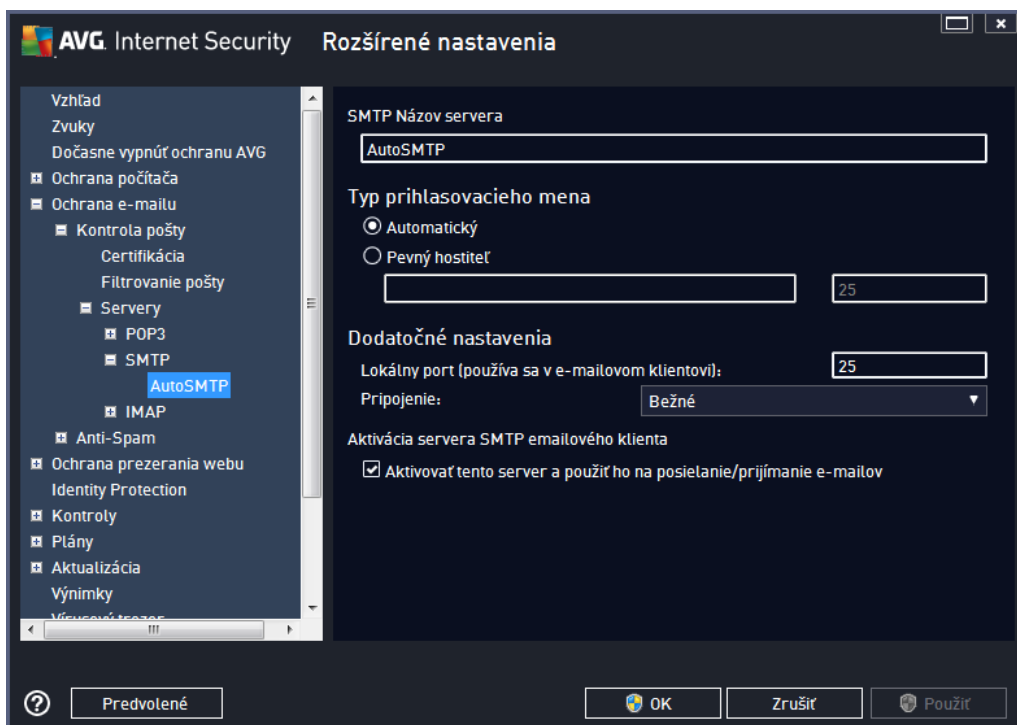 AVG. Internet Security Rozšírené nastavenia
Vzhľad
Zvuky
Dočasne vypnúť ochranu AVG
Ochrana počítača
Ochrana e-mailu
Kontrola pošty
Certifikácia
Filtrovanie pošty
Servery
POP3
SMTP
AutoSMTP
IMAP
Anti-Spam
Ochrana prezerania webu
Identity Protection
Kontroly
Plány
Aktualizácia
Výnimky
Vírusový trezor
SMTP Názov servera
AutoSMTP
Typ prihlasovacieho mena
Automatický
Pevný hostiteľ
25
Dodatočné nastavenia
Lokálny port (používa sa v e-mailovom klientovi): 25
Pripojenie: Bežné
Aktivácia servera SMTP emailového klienta
Aktivovať tento server a použiť ho na posielanie/prijímanie e-mailov
? Predvolené OK Zrušiť Použiť